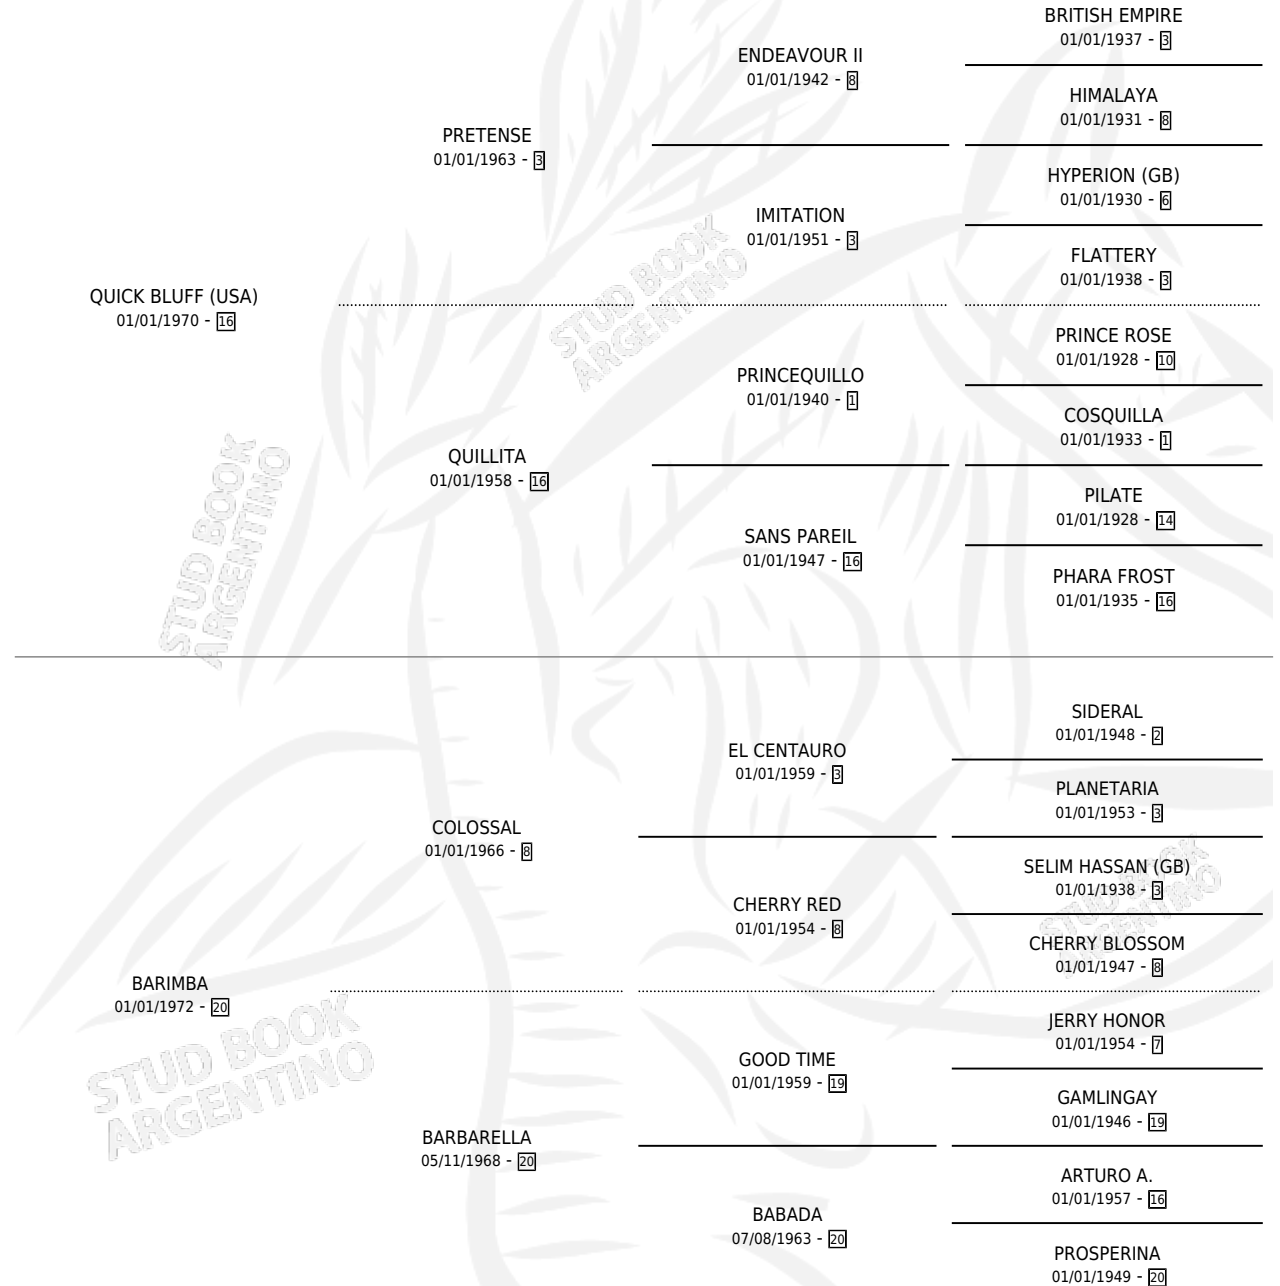 BRITISH EMPIRE
01/01/1937 - 3
ENDEAVOUR II
01/01/1942 - 8
HIMALAYA
01/01/1931 - 8
PRETENSE
01/01/1963 - 3
HYPERION (GB)
01/01/1930 - 6
IMITATION
01/01/1951 - 3
FLATTERY
01/01/1938 - 3
QUICK BLUFF (USA)
01/01/1970 - 16
PRINCE ROSE
01/01/1928 - 10
PRINCEQUILLO
01/01/1940 - 1
COSQUILLA
01/01/1933 - 1
QUILLITA
01/01/1958 - 16
PILATE
01/01/1928 - 14
SANS PAREIL
01/01/1947 - 16
PHARA FROST
01/01/1935 - 16
STUD BOOK
ARGENTINO
STUD BOOK
ARGENTINO
SIDERAL
01/01/1948 - 2
EL CENTAURO
01/01/1959 - 3
PLANETARIA
01/01/1953 - 3
COLOSSAL
01/01/1966 - 8
SELIM HASSAN (GB)
01/01/1938 - 3
CHERRY RED
01/01/1954 - 8
CHERRY BLOSSOM
01/01/1947 - 8
BARIMBA
01/01/1972 - 20
JERRY HONOR
01/01/1954 - 7
GOOD TIME
01/01/1959 - 19
GAMLINGAY
01/01/1946 - 19
BARBARELLA
05/11/1968 - 20
ARTURO A.
01/01/1957 - 16
BABADA
07/08/1963 - 20
PROSPERINA
01/01/1949 - 20
STUD BOOK
ARGENTINO
STUD BOOK
ARGENTINO